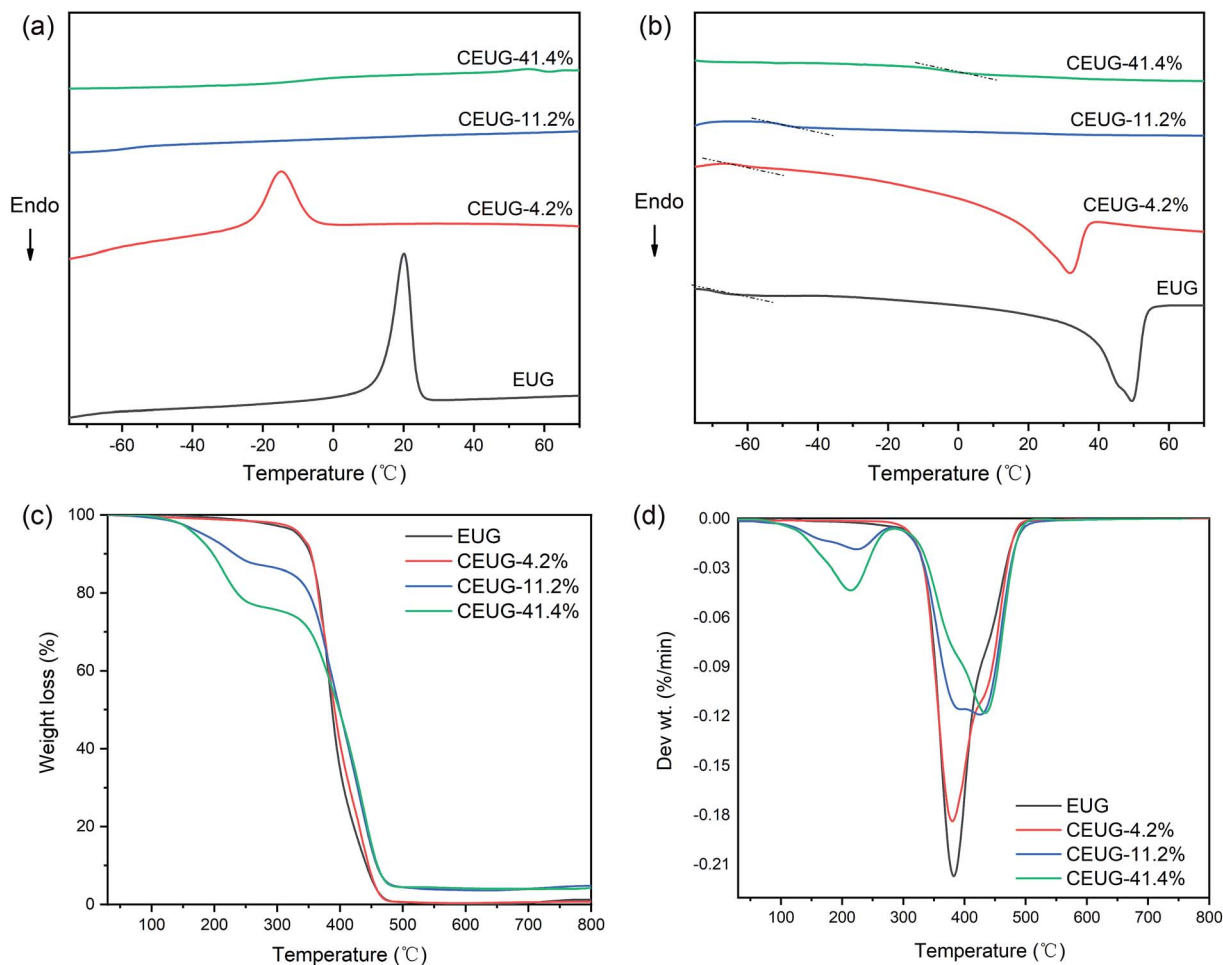 (a)
CEUG-41.4%
CEUG-11.2%
Endo
CEUG-4.2%
EUG
-60 -40 -20 0 20 40 60
Temperature (℃)
(b)
CEUG-41.4%
CEUG-11.2%
Endo
CEUG-4.2%
EUG
-60 -40 -20 0 20 40 60
Temperature (℃)
(c)
100
80
60
40
20
0
Weight loss (%)
EUG
CEUG-4.2%
CEUG-11.2%
CEUG-41.4%
100 200 300 400 500 600 700 800
Temperature (℃)
(d)
0.00
-0.03
-0.06
-0.09
-0.12
-0.15
-0.18
-0.21
Dev wt. (%/min)
EUG
CEUG-4.2%
CEUG-11.2%
CEUG-41.4%
100 200 300 400 500 600 700 800
Temperature (℃)